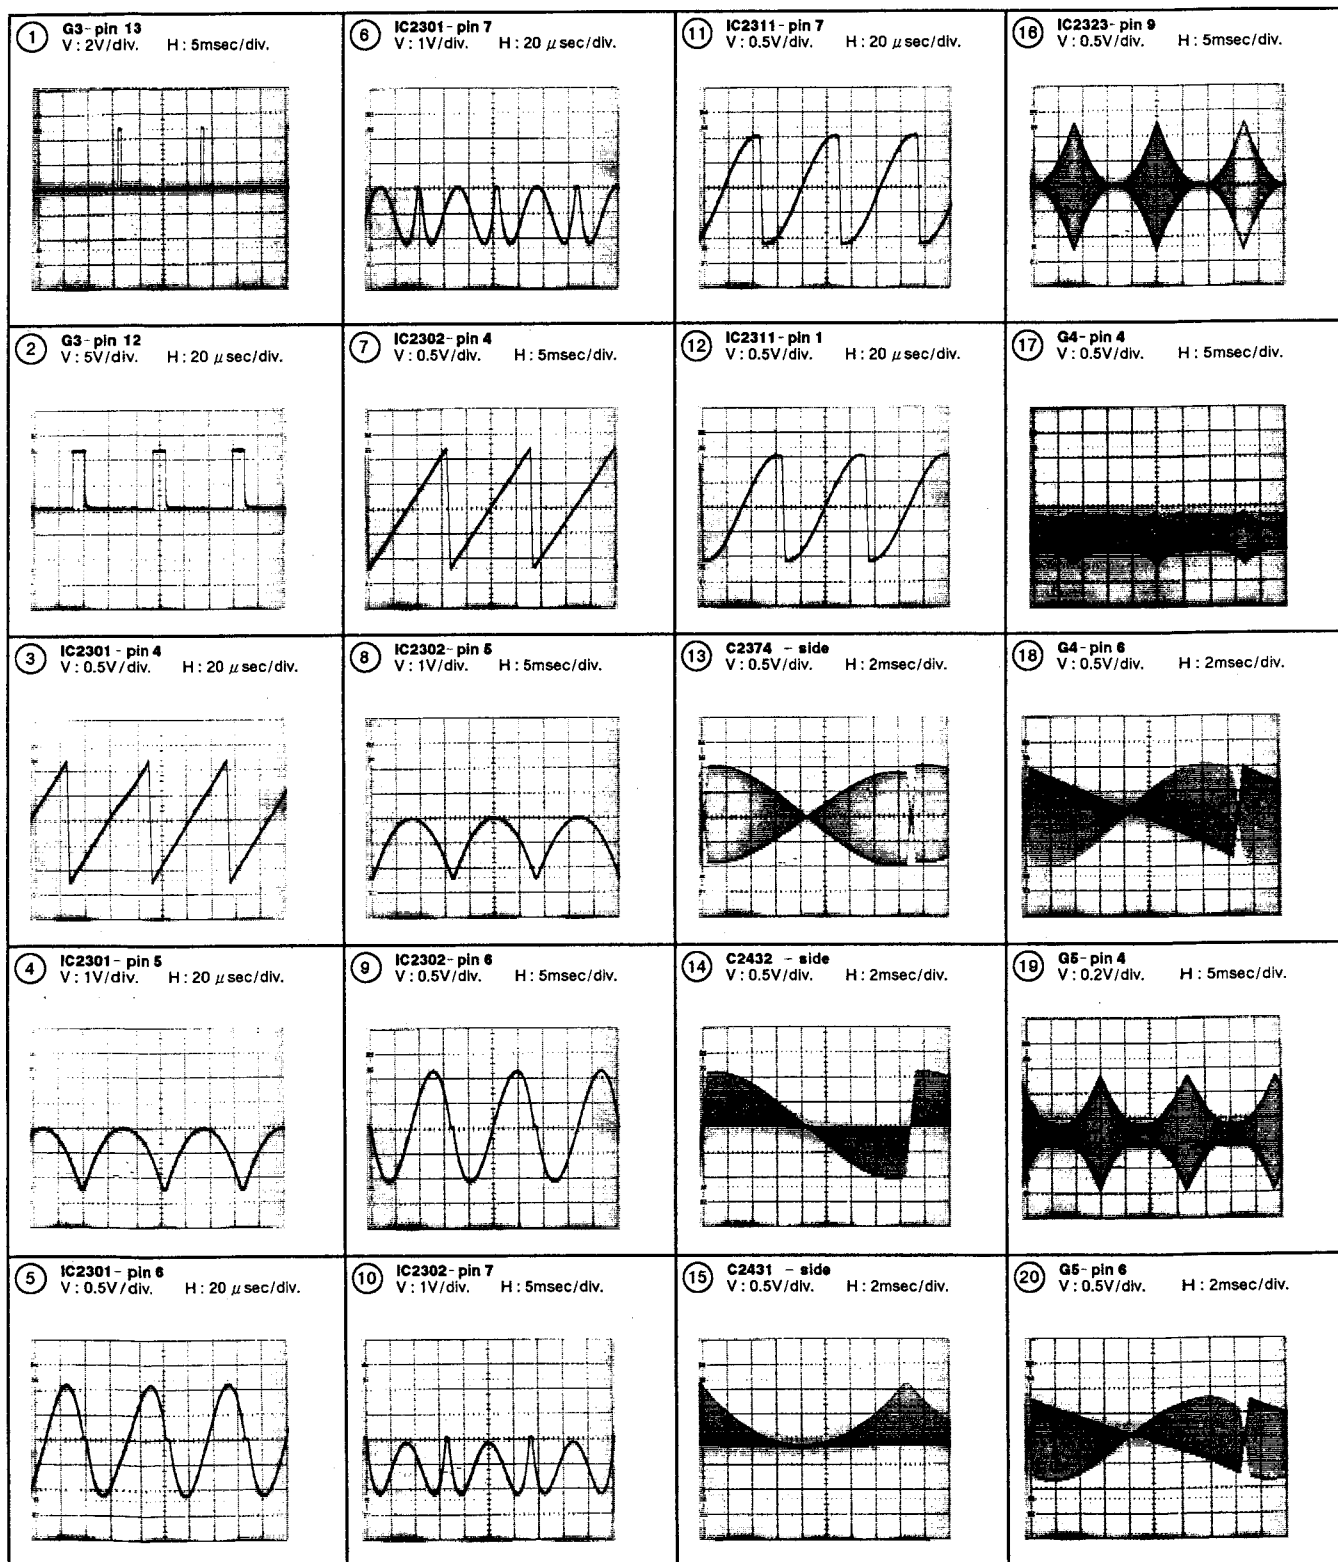 1 G3-pin 13
V : 2V/div. H : 5msec/div.
2 G3-pin 12
V : 5V/div. H : 20 μsec/div.
3 IC2301-pin 4
V : 0.5V/div. H : 20 μsec/div.
4 IC2301-pin 5
V : 1V/div. H : 20 μsec/div.
5 IC2301-pin 6
V : 0.5V/div. H : 20 μsec/div.
6 IC2301-pin 7
V : 1V/div. H : 20 μsec/div.
7 IC2302-pin 4
V : 0.5V/div. H : 5msec/div.
8 IC2302-pin 5
V : 1V/div. H : 5msec/div.
9 IC2302-pin 6
V : 0.5V/div. H : 5msec/div.
10 IC2302-pin 7
V : 1V/div. H : 5msec/div.
11 IC2311-pin 7
V : 0.5V/div. H : 20 μsec/div.
12 IC2311-pin 1
V : 0.5V/div. H : 20 μsec/div.
13 C2374 - side
V : 0.5V/div. H : 2msec/div.
14 C2432 - side
V : 0.5V/div. H : 2msec/div.
15 C2431 - side
V : 0.5V/div. H : 2msec/div.
16 IC2323-pin 9
V : 0.5V/div. H : 5msec/div.
17 G4-pin 4
V : 0.5V/div. H : 5msec/div.
18 G4-pin 6
V : 0.5V/div. H : 2msec/div.
19 G5-pin 4
V : 0.2V/div. H : 5msec/div.
20 G5-pin 6
V : 0.5V/div. H : 2msec/div.